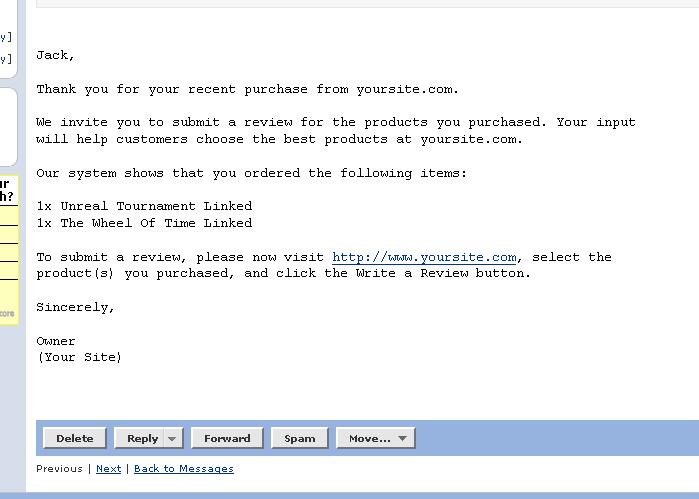 y]
y]
ur
h?
core
Jack,
Thank you for your recent purchase from yoursite.com.
We invite you to submit a review for the products you purchased. Your input
will help customers choose the best products at yoursite.com.
Our system shows that you ordered the following items:
1x Unreal Tournament Linked
1x The Wheel Of Time Linked
To submit a review, please now visit http://www.yoursite.com, select the
product(s) you purchased, and click the Write a Review button.
Sincerely,
Owner
(Your Site)
Delete Reply Forward Spam Move...
Previous | Next | Back to Messages